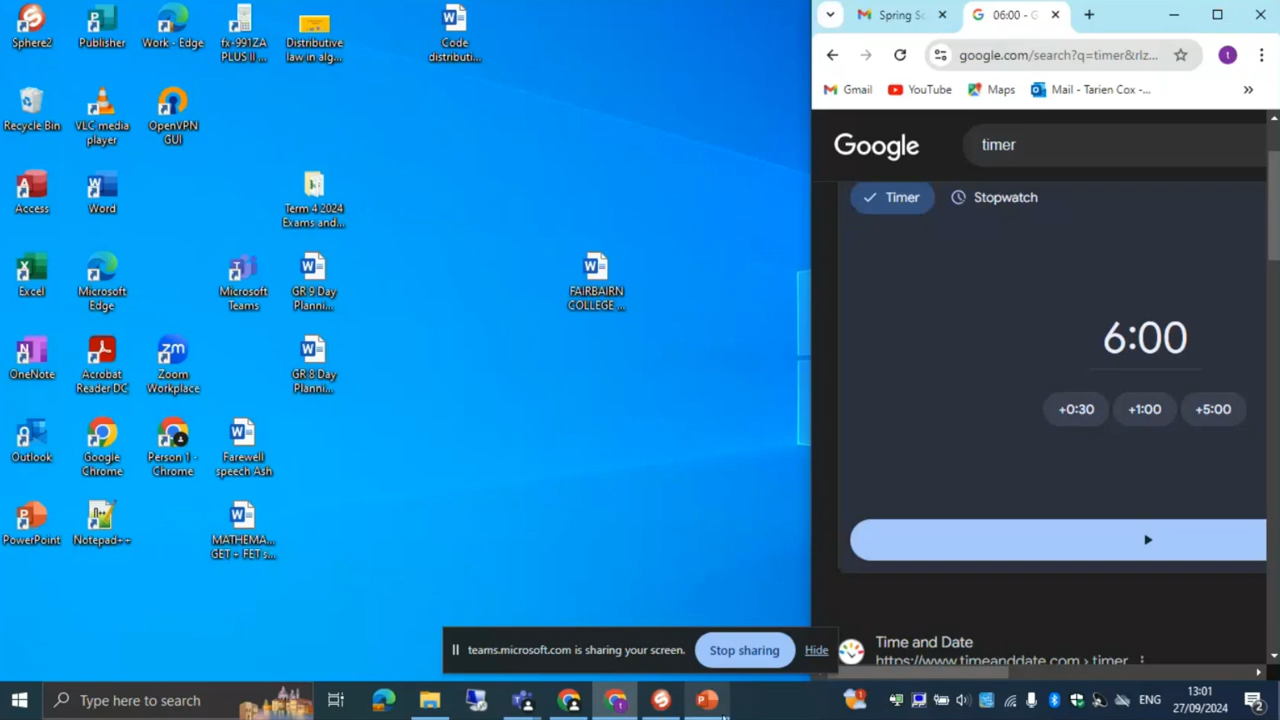 Sphere2
Publisher
Work - Edge
fx-991ZA
PLUS II ...
Distributive
law in alg...
Code
distributi...
Recycle Bin
VLC media
player
OpenVPN
GUI
Access
Word
Term 4 2024
Exams and...
Excel
Microsoft
Edge
Microsoft
Teams
GR 9 Day
Planni...
FAIRBAIRN
COLLEGE ...
OneNote
Acrobat
Reader DC
Zoom
Workplace
GR 8 Day
Planni...
Outlook
Google
Chrome
Person 1 -
Chrome
Farewell
speech Ash
PowerPoint
Notepad++
MATHEMA...
GET + FET s...
Spring Sc
06:00 - G
google.com/search?q=timer&rlz...
Gmail
YouTube
Maps
Mail - Tarien Cox -...
Google
timer
Timer
Stopwatch
6:00
+0:30
+1:00
+5:00
Time and Date
https://www.timeanddate.com › timer
teams.microsoft.com is sharing your screen.
Stop sharing
Hide
Type here to search
ENG
13:01
27/09/2024